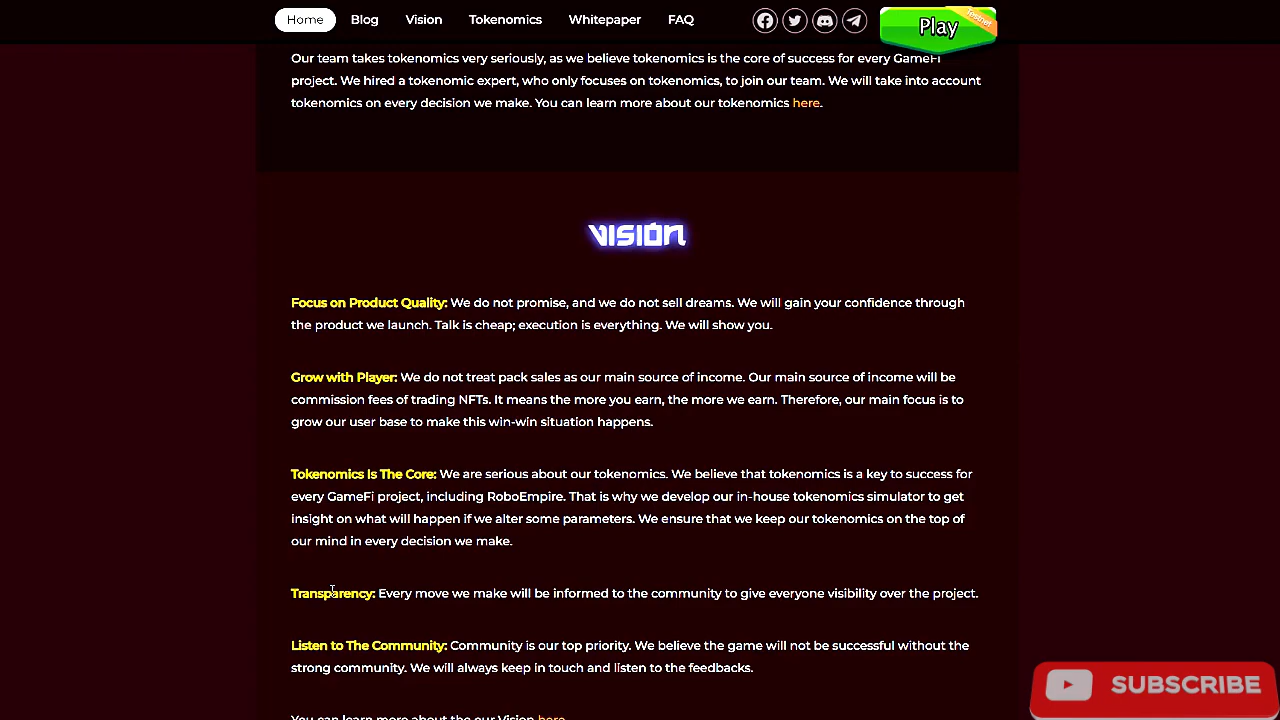 Home Blog Vision Tokenomics Whitepaper FAQ Play Tesnet
Our team takes tokenomics very seriously, as we believe tokenomics is the core of success for every GameFi
project. We hired a tokenomic expert, who only focuses on tokenomics, to join our team. We will take into account
tokenomics on every decision we make. You can learn more about our tokenomics here.
VISION
Focus on Product Quality: We do not promise, and we do not sell dreams. We will gain your confidence through
the product we launch. Talk is cheap; execution is everything. We will show you.
Grow with Player: We do not treat pack sales as our main source of income. Our main source of income will be
commission fees of trading NFTs. It means the more you earn, the more we earn. Therefore, our main focus is to
grow our user base to make this win-win situation happens.
Tokenomics Is The Core: We are serious about our tokenomics. We believe that tokenomics is a key to success for
every GameFi project, including RoboEmpire. That is why we develop our in-house tokenomics simulator to get
insight on what will happen if we alter some parameters. We ensure that we keep our tokenomics on the top of
our mind in every decision we make.
Transparency: Every move we make will be informed to the community to give everyone visibility over the project.
Listen to The Community: Community is our top priority. We believe the game will not be successful without the
strong community. We will always keep in touch and listen to the feedbacks.
You can learn more about the our Vision here.
SUBSCRIBE